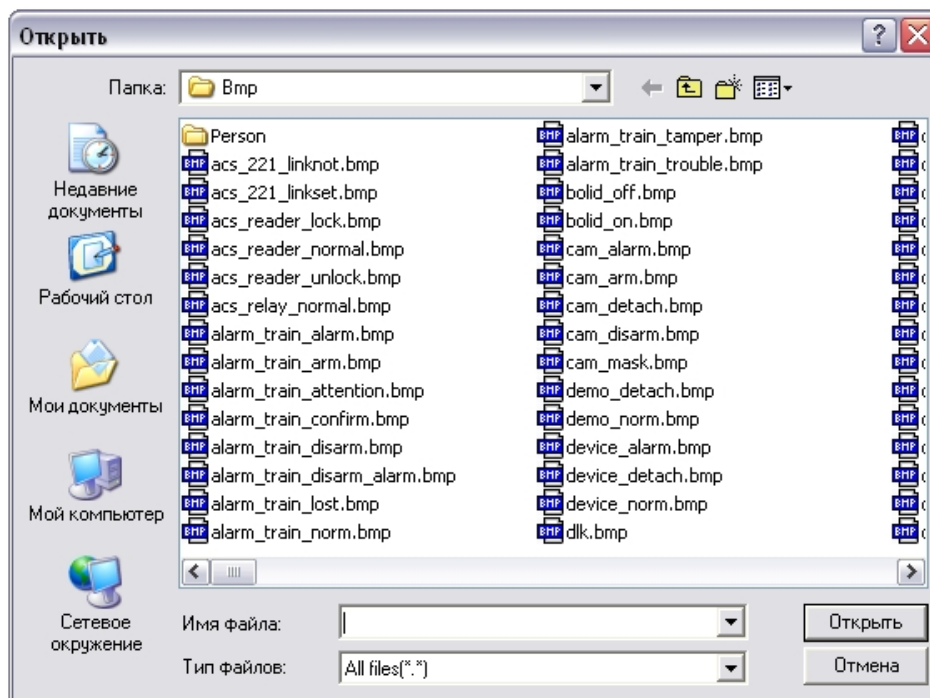 Открыть
Папка:
Bmp
Недавние
документы
Рабочий стол
Мои документы
Мой компьютер
Сетевое
окружение
Person
acs_221_linknot.bmp
acs_221_linkset.bmp
acs_reader_lock.bmp
acs_reader_normal.bmp
acs_reader_unlock.bmp
acs_relay_normal.bmp
alarm_train_alarm.bmp
alarm_train_arm.bmp
alarm_train_attention.bmp
alarm_train_confirm.bmp
alarm_train_disarm.bmp
alarm_train_disarm_alarm.bmp
alarm_train_lost.bmp
alarm_train_norm.bmp
alarm_train_tamper.bmp
alarm_train_trouble.bmp
bolid_off.bmp
bolid_on.bmp
cam_alarm.bmp
cam_arm.bmp
cam_detach.bmp
cam_disarm.bmp
cam_mask.bmp
demo_detach.bmp
demo_norm.bmp
device_alarm.bmp
device_detach.bmp
device_norm.bmp
dlk.bmp
Имя файла:
Открыть
Тип файлов:
All files(*.*)
Отмена